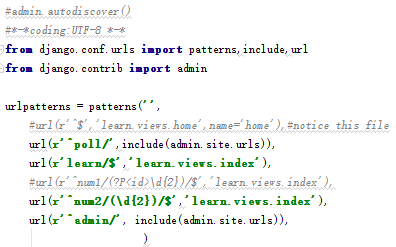 #admin.autodiscover()
#*-*coding:UTF-8 *-*
from django.conf.urls import patterns,include,url
from django.contrib import admin
urlpatterns = patterns('',
#url(r'^$','learn.views.home',name='home'),#notice this file
url(r'^poll/',include(admin.site.urls)),
url(r'learn/$','learn.views.index'),
#url(r'^num1/(?P<id>\d{2})/$','learn.views.index'),
url(r'^num2/(\d{2})/$','learn.views.index'),
url(r'^admin/', include(admin.site.urls)),
)